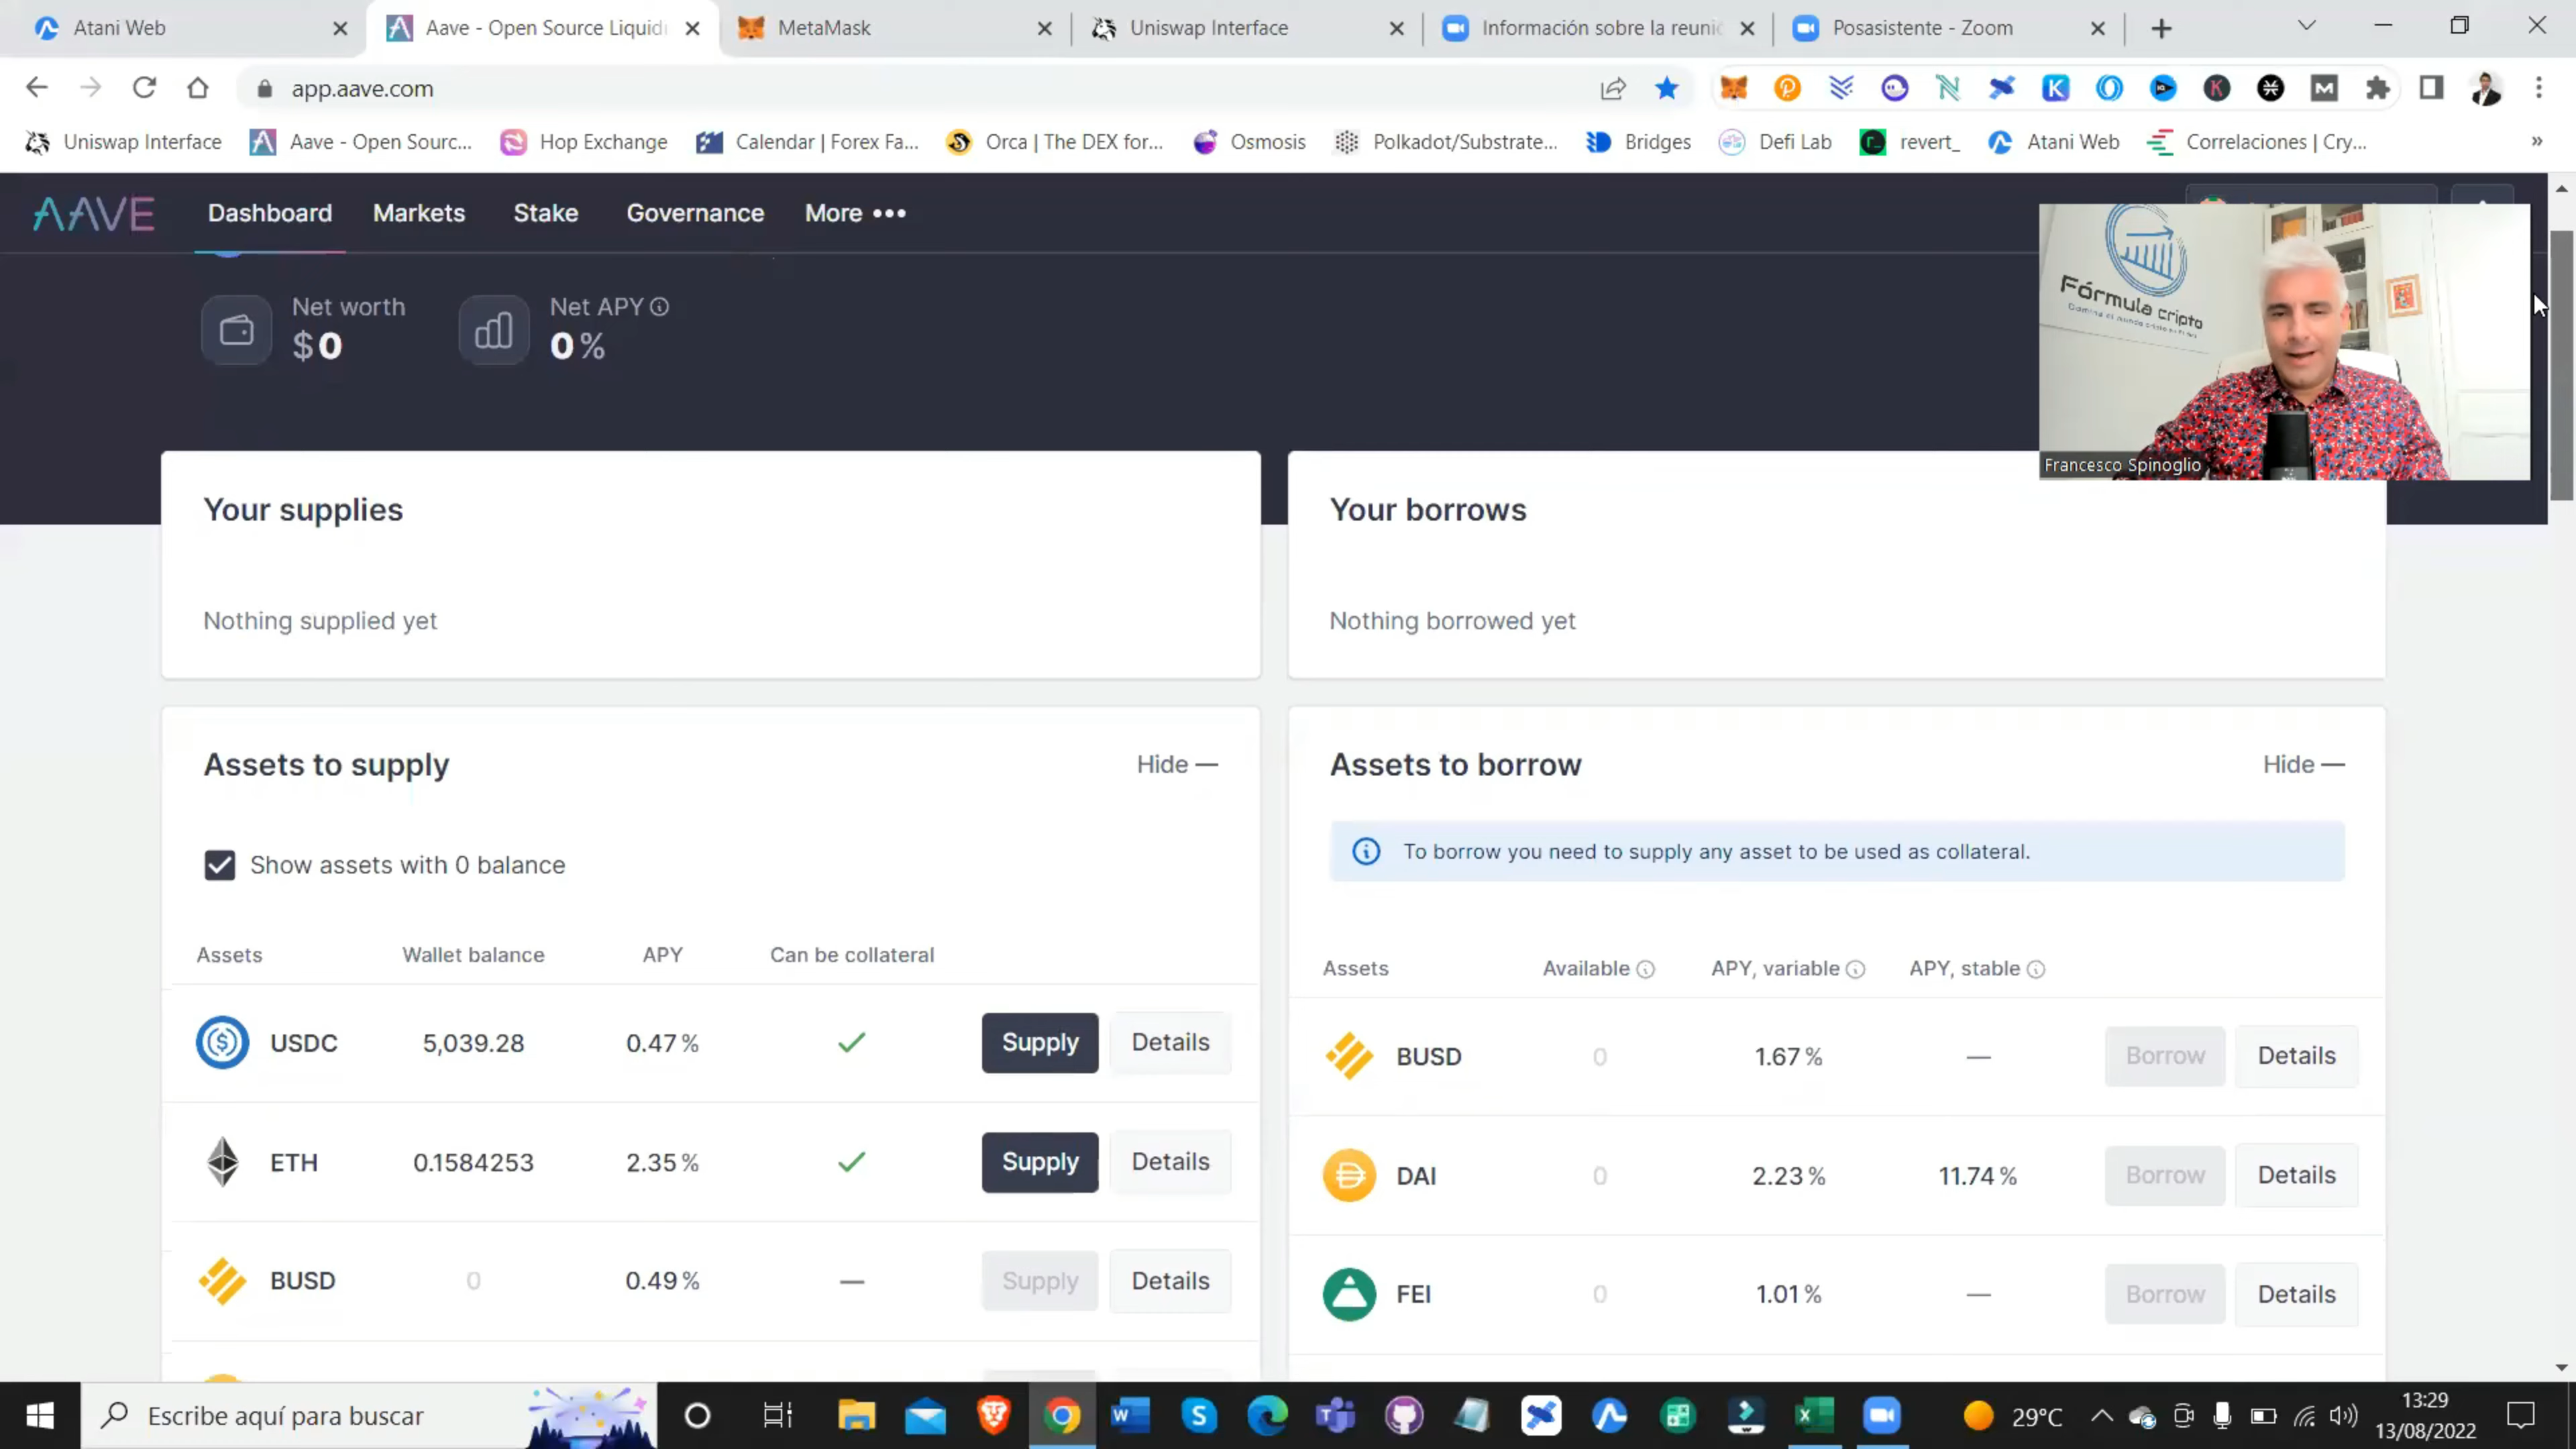 Atani Web
Aave - Open Source Liquidi
MetaMask
Uniswap Interface
Información sobre la reunic
Posasistente - Zoom
app.aave.com
Uniswap Interface
Aave - Open Sourc...
Hop Exchange
Calendar | Forex Fa...
Orca | The DEX for...
Osmosis
Polkadot/Substrate...
Bridges
Defi Lab
revert_
Atani Web
Correlaciones | Cry...
AAVE
Dashboard
Markets
Stake
Governance
More
Net worth
$0
Net APY
0%
Fórmula cripto
Francesco Spinoglio
Your supplies
Nothing supplied yet
Your borrows
Nothing borrowed yet
Assets to supply
Hide —
Show assets with 0 balance
Assets Wallet balance APY Can be collateral
USDC 5,039.28 0.47% Supply Details
ETH 0.1584253 2.35% Supply Details
BUSD 0 0.49% — Supply Details
Assets to borrow
Hide —
To borrow you need to supply any asset to be used as collateral.
Assets Available APY, variable APY, stable
BUSD 0 1.67% — Borrow Details
DAI 0 2.23% 11.74% Borrow Details
FEI 0 1.01% — Borrow Details
Escribe aquí para buscar
29°C
13:29
13/08/2022